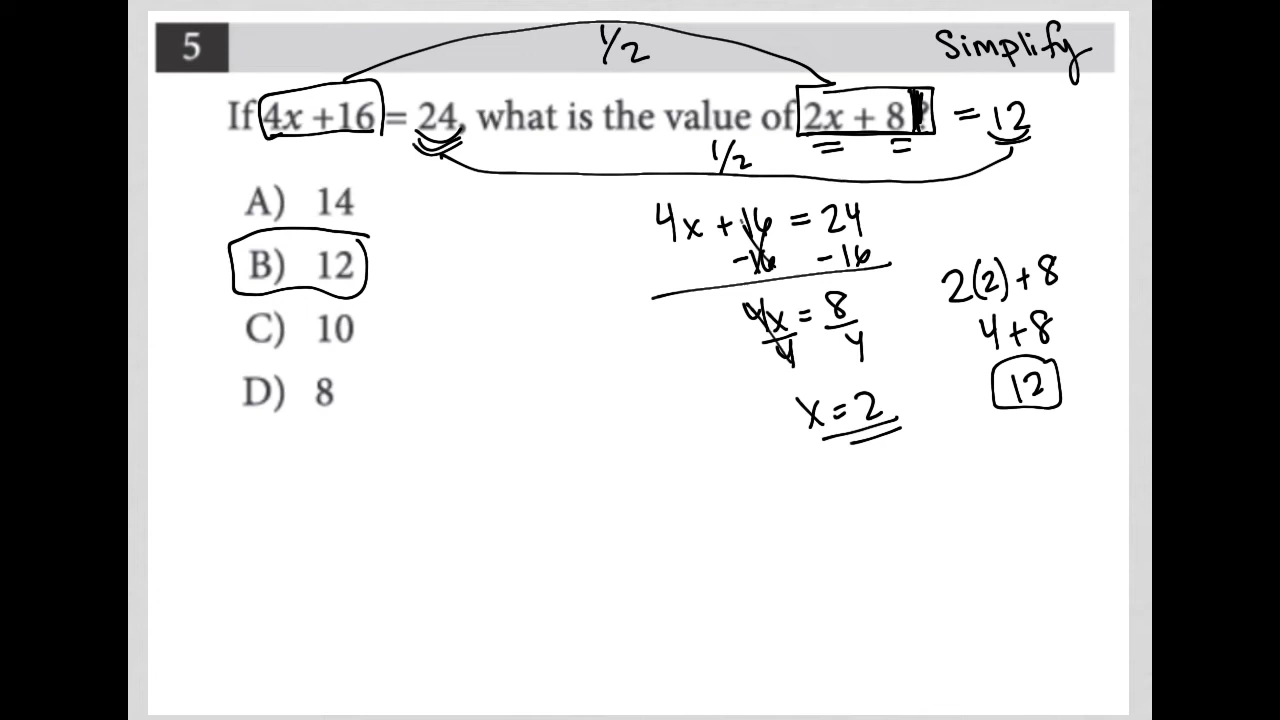 5
Simplify
1/2
If 4x +16 = 24, what is the value of 2x + 8? = 12
1/2
A) 14
B) 12
C) 10
D) 8
4x + 16 = 24
-16 -16
4x = 8
4 4
x = 2
2(2) + 8
4 + 8
12